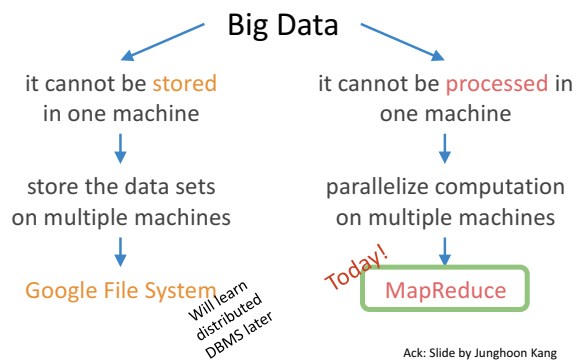 Big Data
it cannot be stored
in one machine
store the data sets
on multiple machines
Google File System
Will learn
distributed
DBMS later
it cannot be processed in
one machine
parallelize computation
on multiple machines
Today!
MapReduce
Ack: Slide by Junghoon Kang